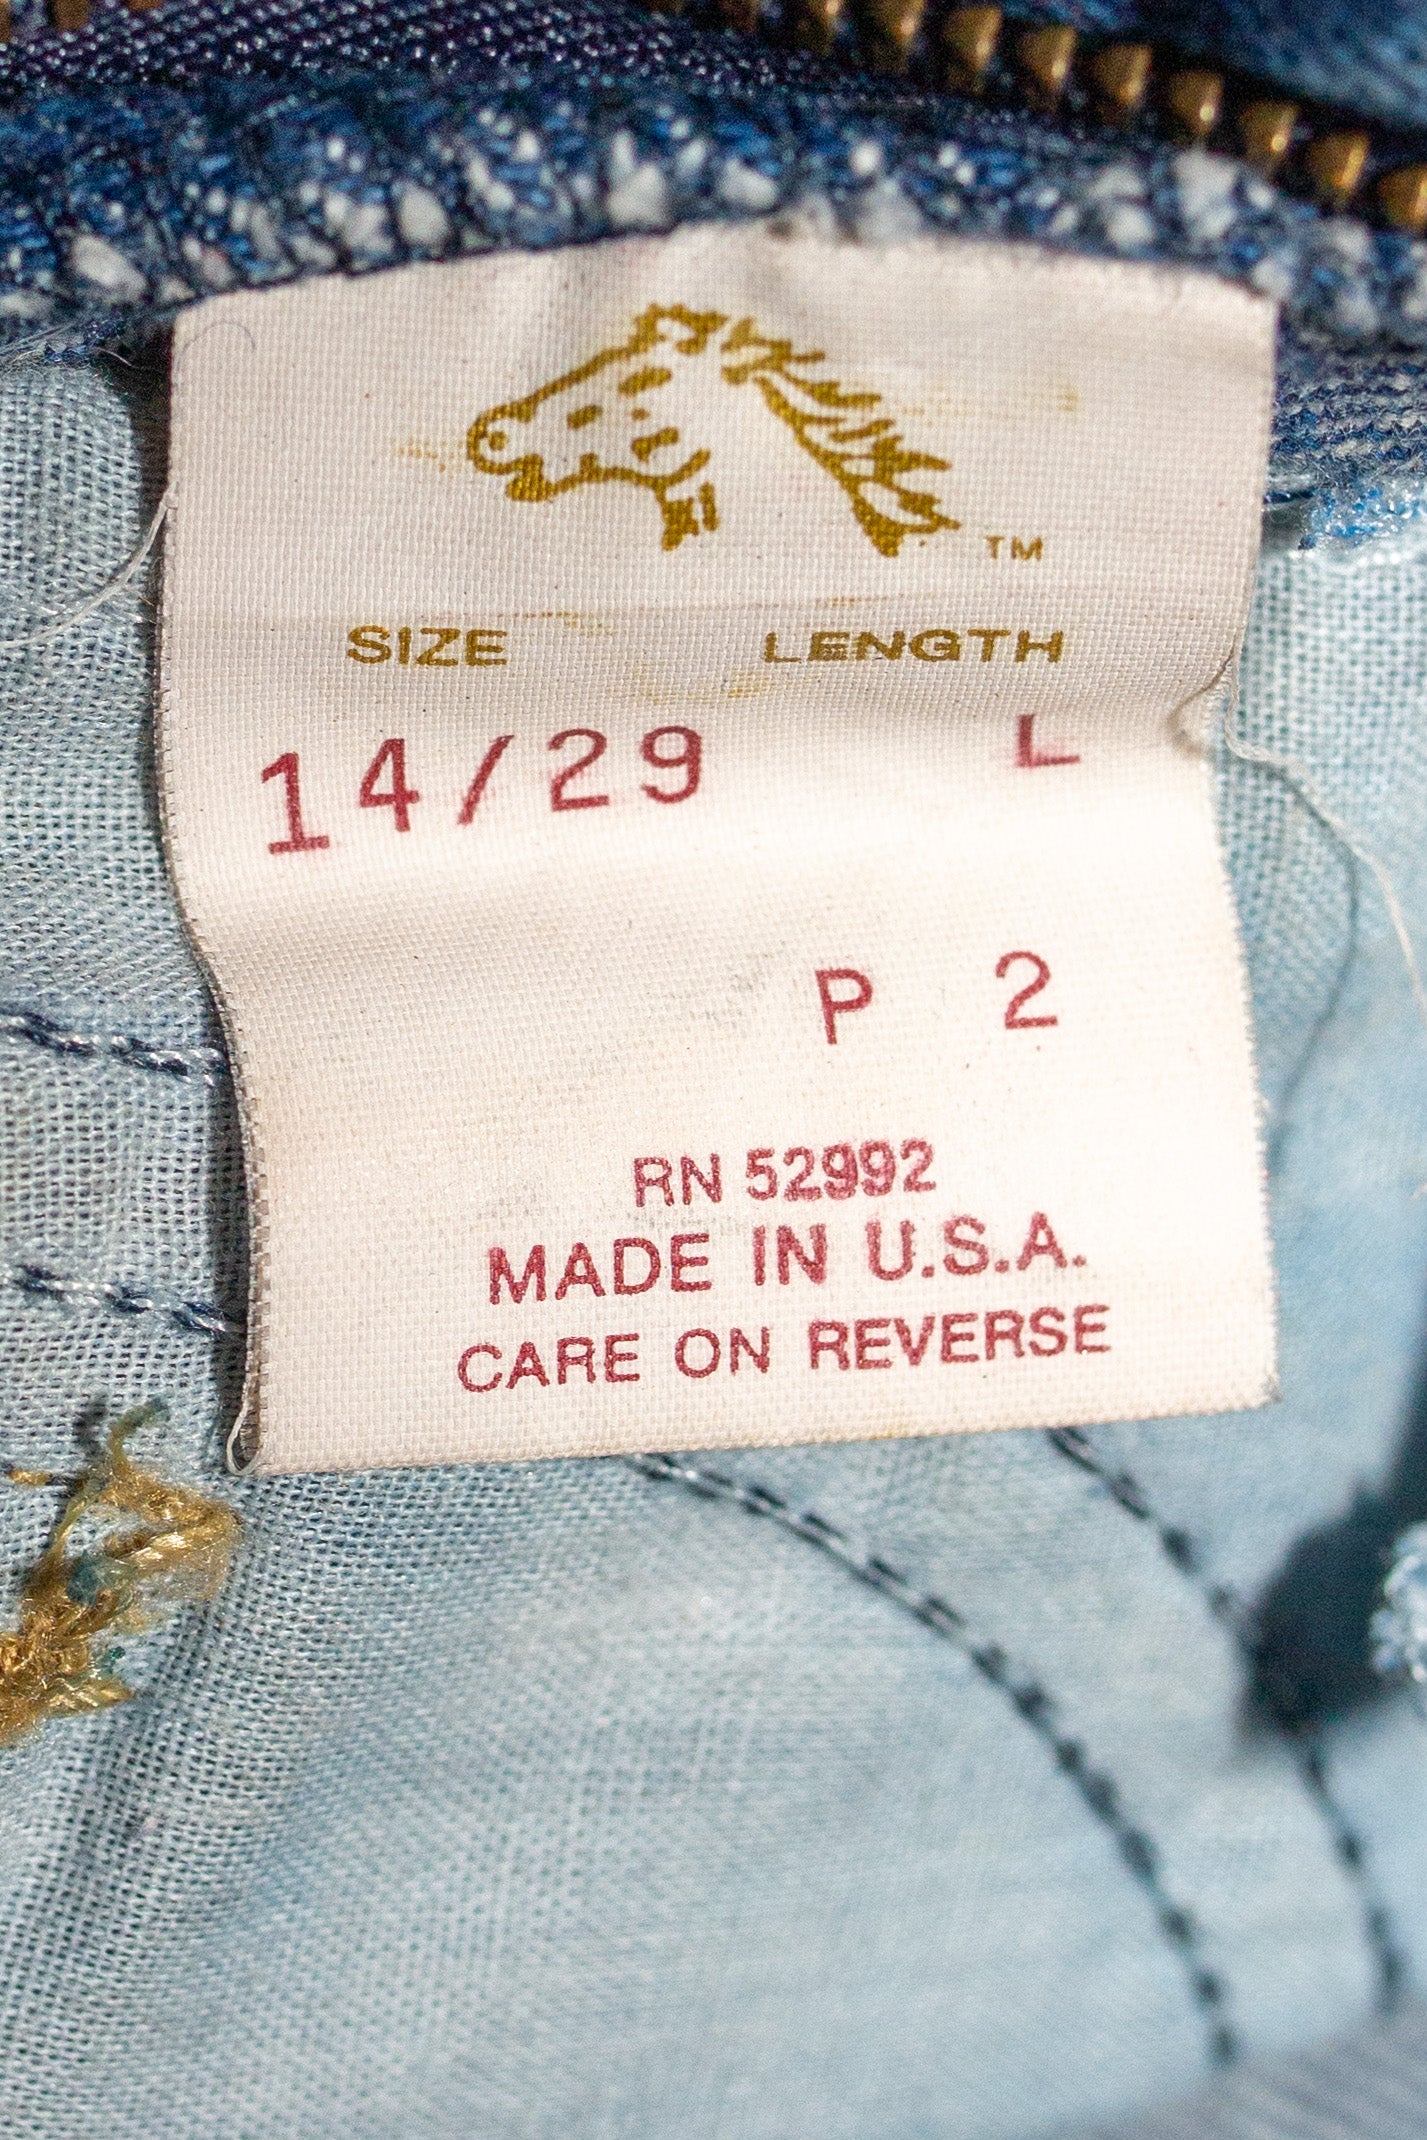 TM
SIZE LENGTH
14/29 L
P 2
RN 52992
MADE IN U.S.A.
CARE ON REVERSE